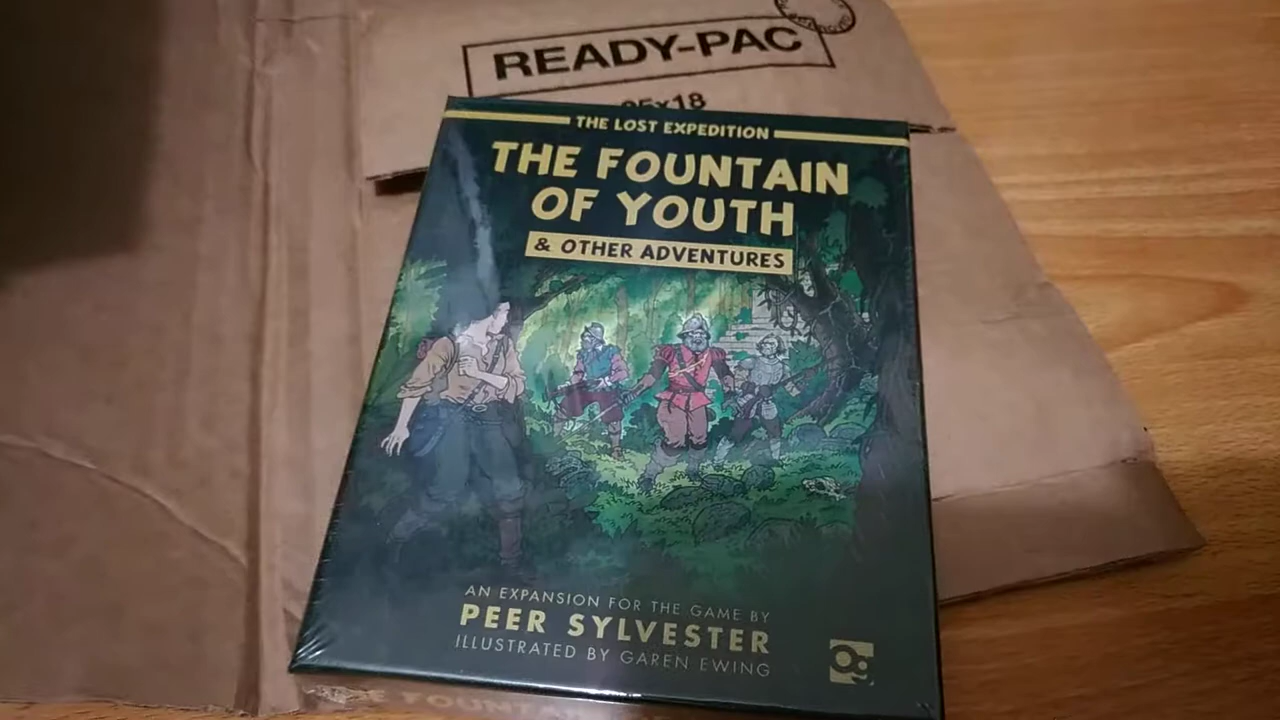 READY-PAC
THE LOST EXPEDITION
THE FOUNTAIN
OF YOUTH
& OTHER ADVENTURES
AN EXPANSION FOR THE GAME BY
PEER SYLVESTER
ILLUSTRATED BY GAREN EWING
Og